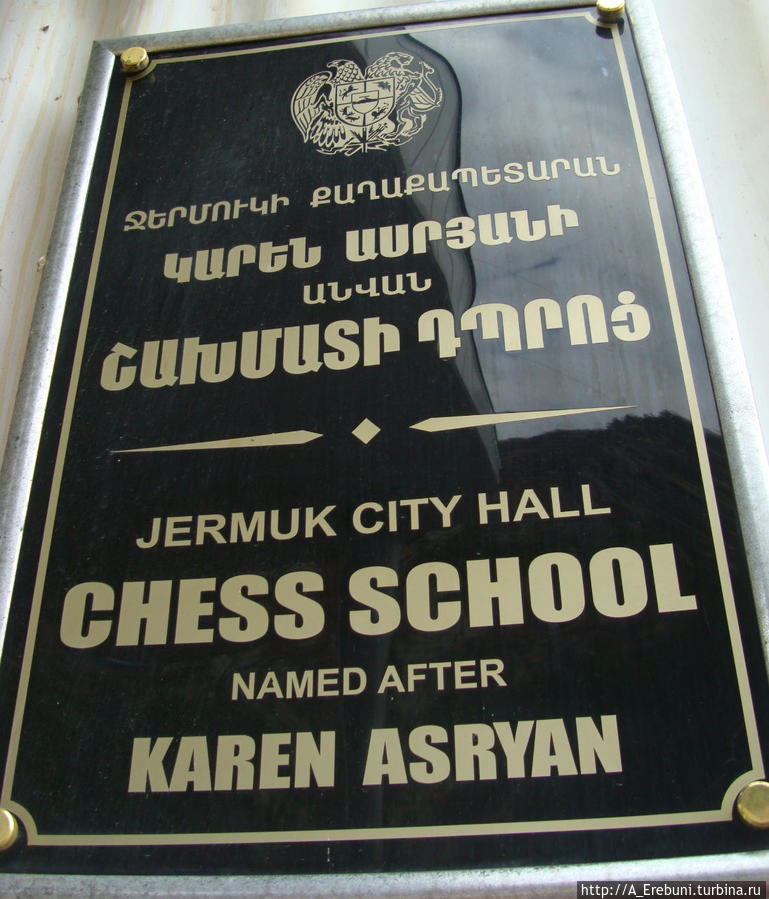 ՋԵՐՄՈՒԿԻ ՔԱՂԱՔԱՊԵՏԱՐԱՆ
ԿԱՐԵՆ ԱՍՐՅԱՆԻ
ԱՆՎԱՆ
ՇԱԽՄԱՏԻ ԴՊՐՈՑ
JERMUK CITY HALL
CHESS SCHOOL
NAMED AFTER
KAREN ASRYAN
http://A_Erebuni.turbina.ru